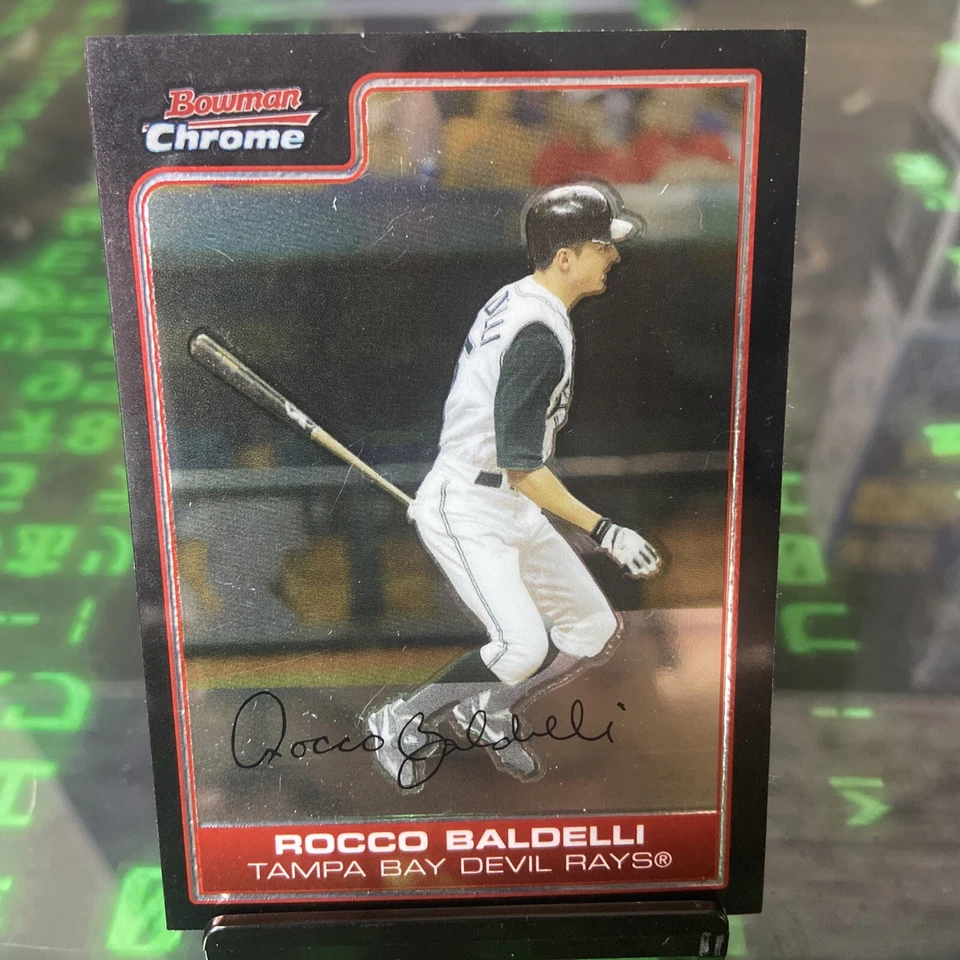 Bowman
Chrome
Rocco Baldelli
ROCCO BALDELLI
TAMPA BAY DEVIL RAYS®